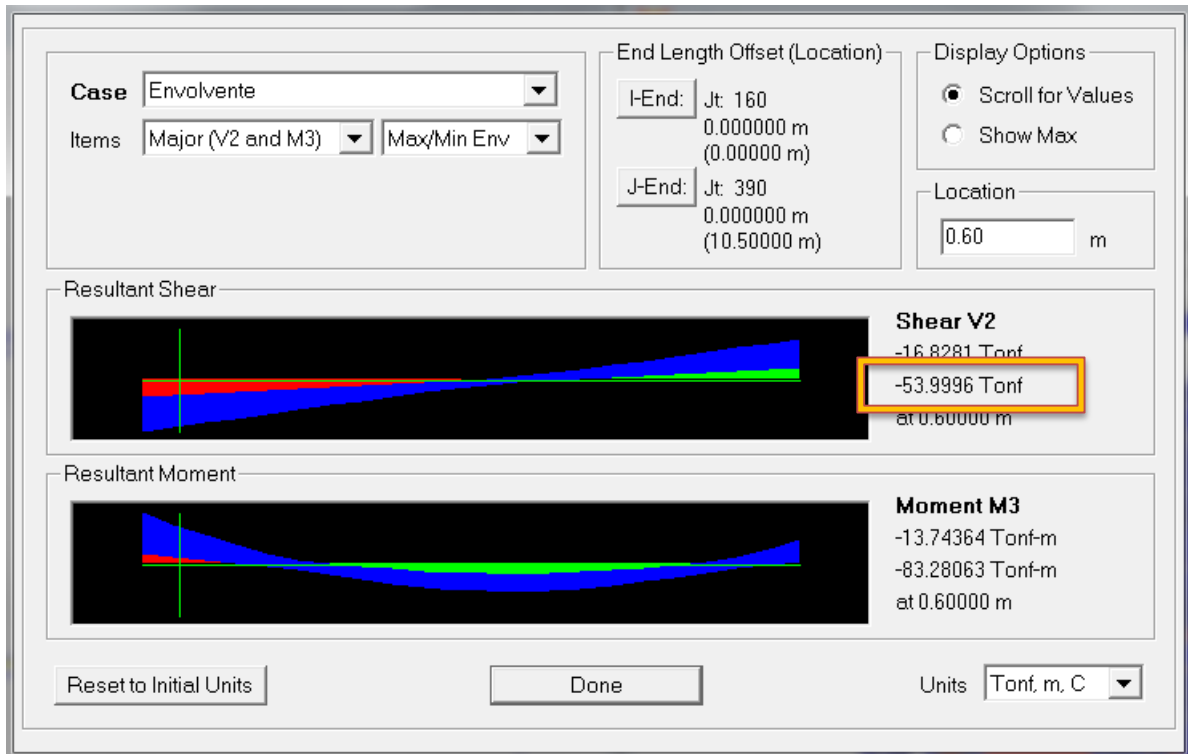 Case Envolvente
Items Major (V2 and M3) Max/Min Env
End Length Offset (Location)
I-End: Jt: 160
0.000000 m
(0.00000 m)
J-End: Jt: 390
0.000000 m
(10.50000 m)
Display Options
Scroll for Values
Show Max
Location
0.60 m
Resultant Shear
Shear V2
-16.8281 Tonf
-53.9996 Tonf
at 0.60000 m
Resultant Moment
Moment M3
-13.74364 Tonf-m
-83.28063 Tonf-m
at 0.60000 m
Reset to Initial Units
Done
Units Tonf, m, C